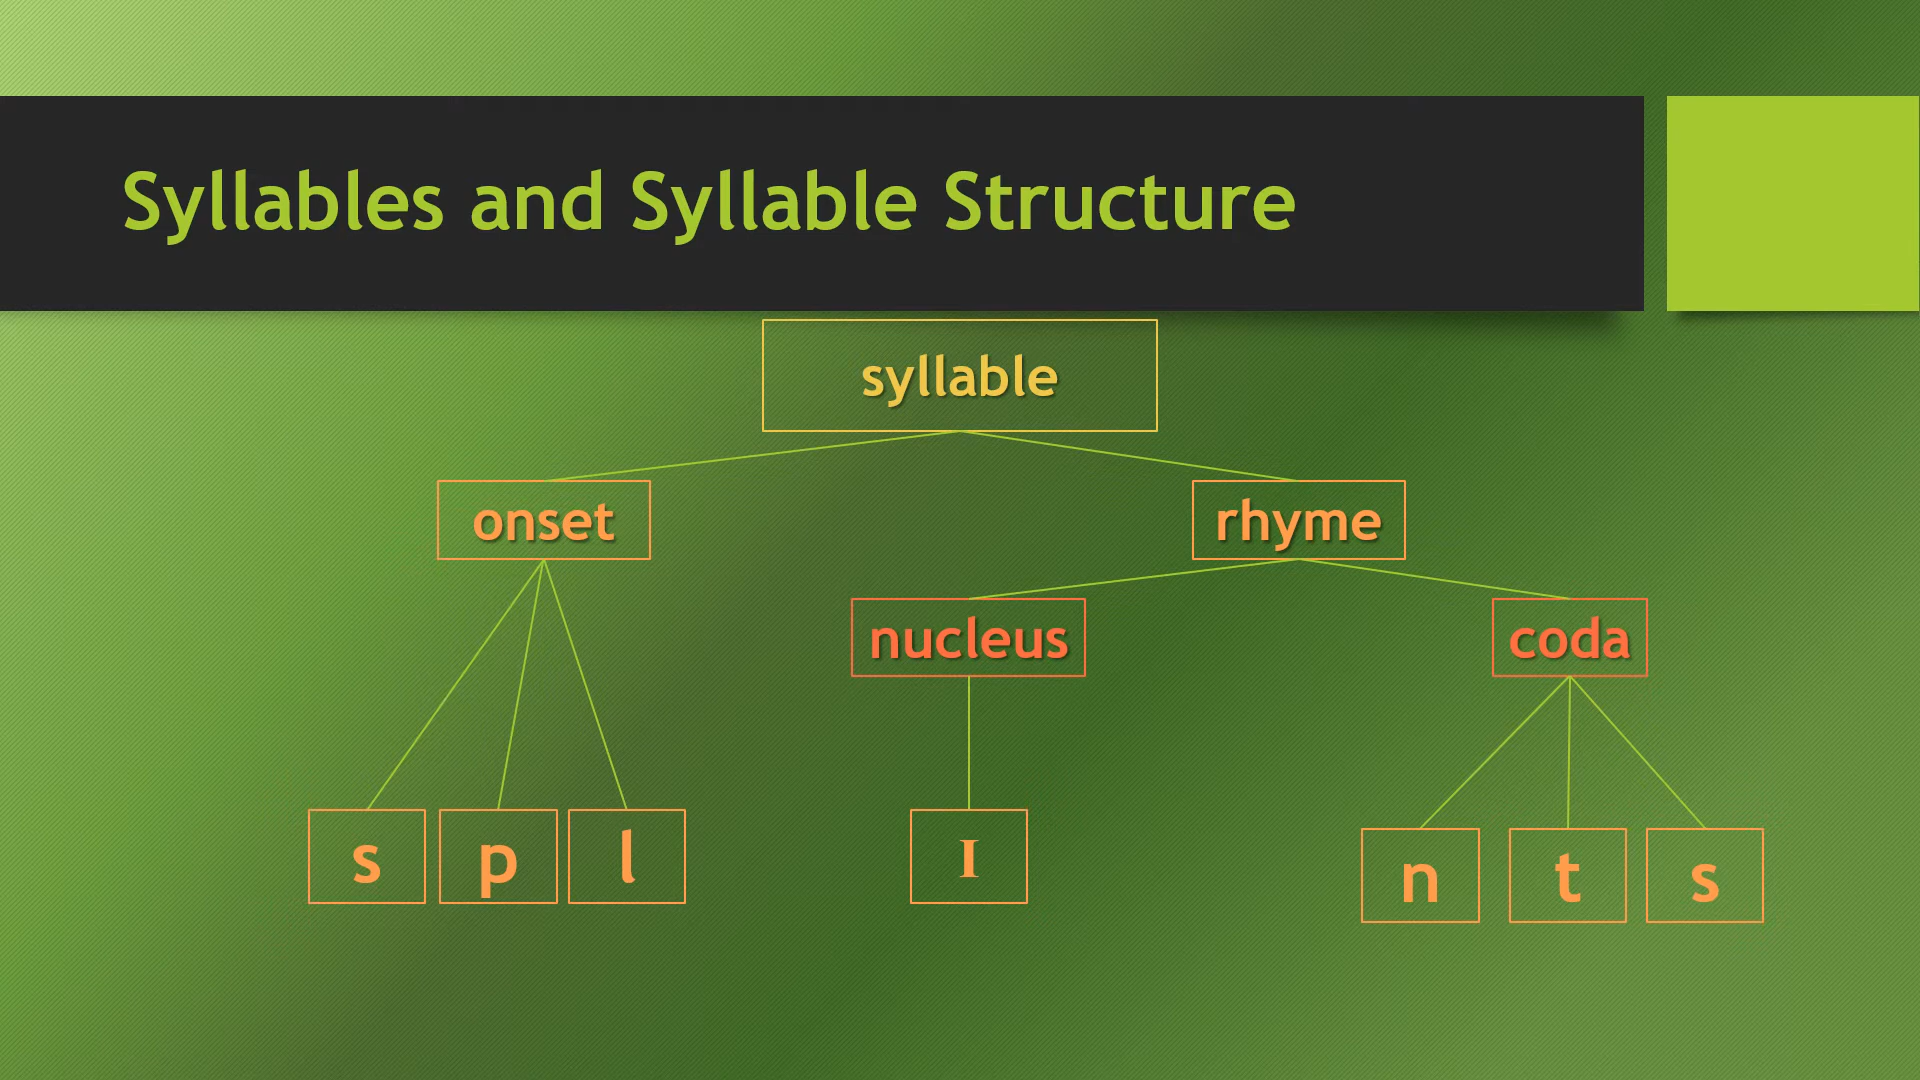 Syllables and Syllable Structure
syllable
onset
rhyme
nucleus
coda
s p l
ɪ
n t s